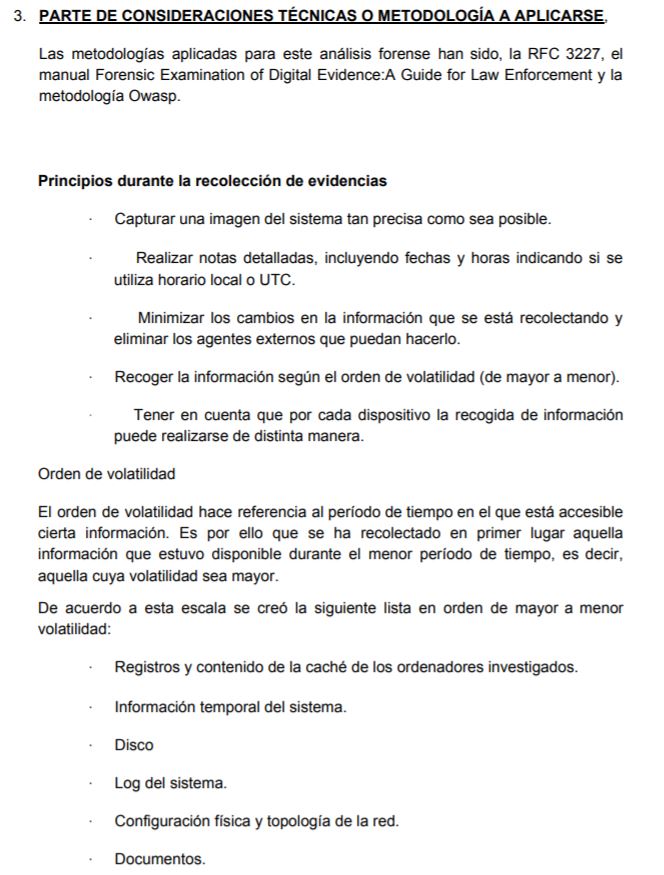 3. PARTE DE CONSIDERACIONES TÉCNICAS O METODOLOGÍA A APLICARSE,
Las metodologías aplicadas para este análisis forense han sido, la RFC 3227, el
manual Forensic Examination of Digital Evidence:A Guide for Law Enforcement y la
metodología Owasp.
Principios durante la recolección de evidencias
· Capturar una imagen del sistema tan precisa como sea posible.
· Realizar notas detalladas, incluyendo fechas y horas indicando si se
utiliza horario local o UTC.
· Minimizar los cambios en la información que se está recolectando y
eliminar los agentes externos que puedan hacerlo.
· Recoger la información según el orden de volatilidad (de mayor a menor).
· Tener en cuenta que por cada dispositivo la recogida de información
puede realizarse de distinta manera.
Orden de volatilidad
El orden de volatilidad hace referencia al período de tiempo en el que está accesible
cierta información. Es por ello que se ha recolectado en primer lugar aquella
información que estuvo disponible durante el menor período de tiempo, es decir,
aquella cuya volatilidad sea mayor.
De acuerdo a esta escala se creó la siguiente lista en orden de mayor a menor
volatilidad:
· Registros y contenido de la caché de los ordenadores investigados.
· Información temporal del sistema.
· Disco
· Log del sistema.
· Configuración física y topología de la red.
· Documentos.